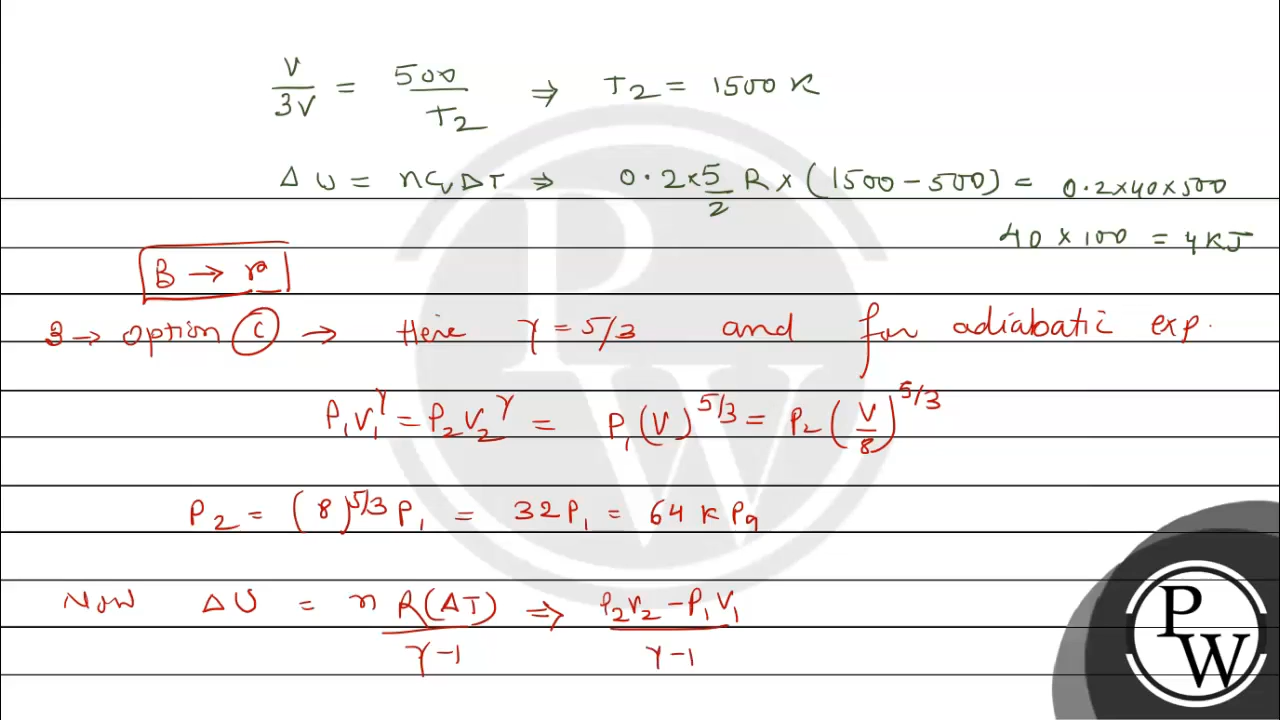 V/3V = 500/T₂ ⇒ T₂ = 1500 K
ΔU = nCᵥΔT ⇒ 0.2×5/2 R×(1500-500) = 0.2×40×500
40×100 = 4KJ
B → r
3 → option (C) → Here γ = 5/3 and for adiabatic exp.
P₁V₁^γ = P₂V₂^γ = P₁(V)^5/3 = P₂(V/8)^5/3
P₂ = (8)^5/3 P₁ = 32P₁ = 64 kPa
Now ΔU = nR(ΔT)/γ-1 ⇒ P₂V₂-P₁V₁/γ-1
PW
PW